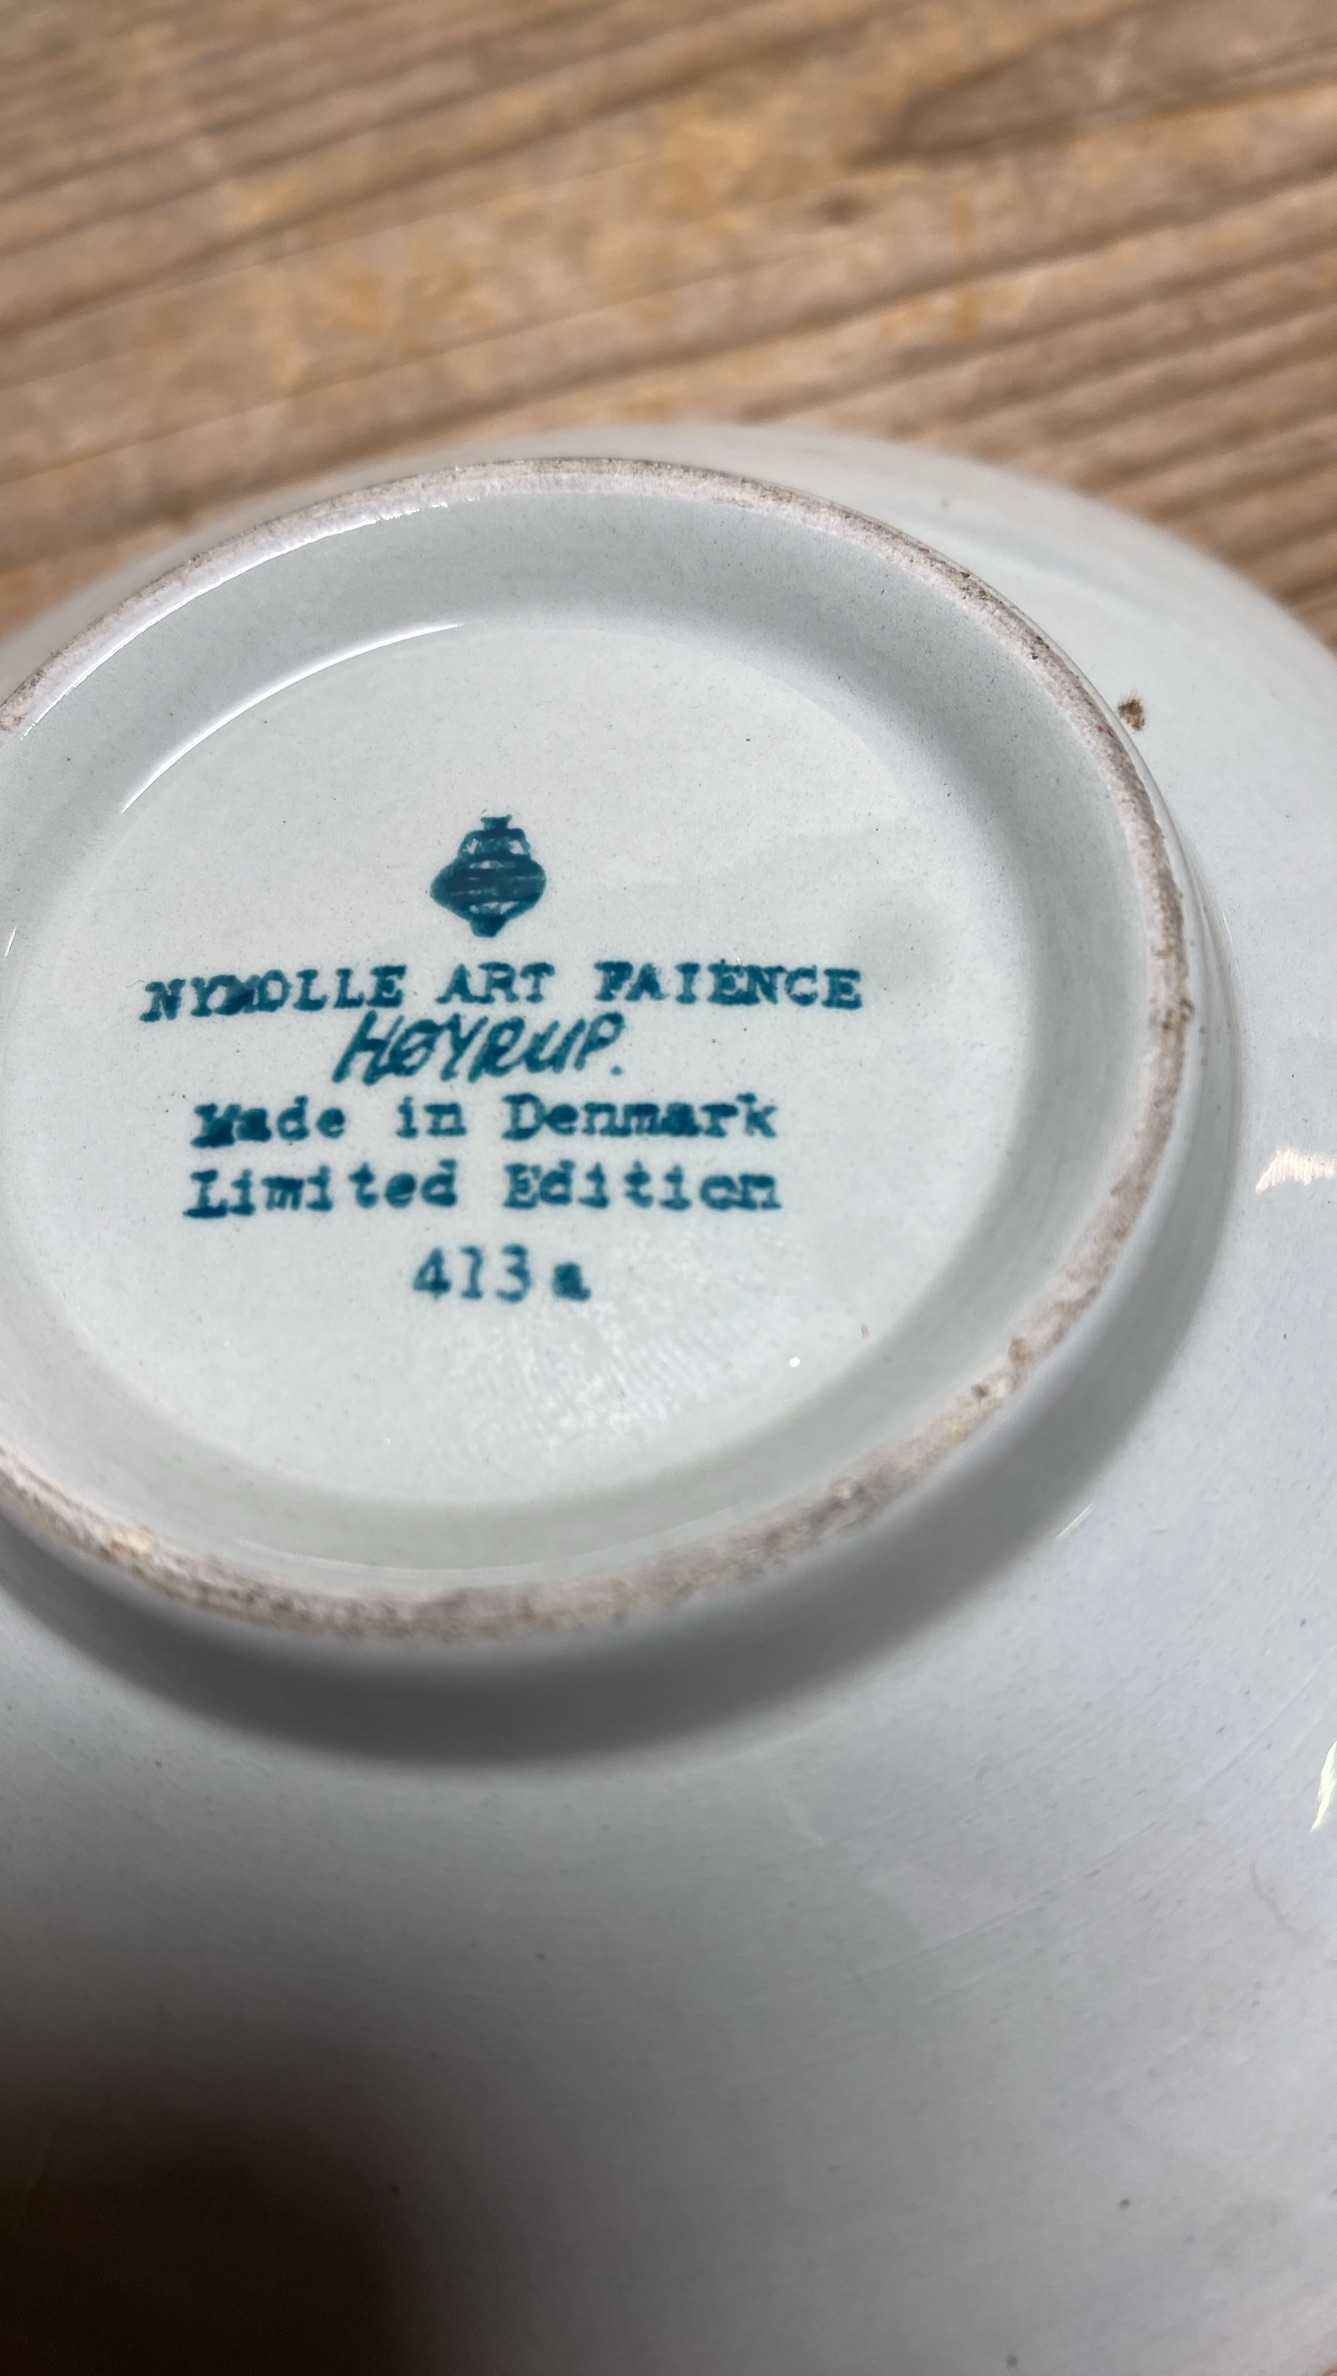 NYMOLLE ART FAIENCE
HØYRUP.
Made in Denmark
Limited Edition
413a